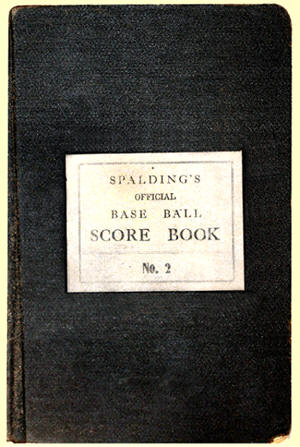 SPALDING'S
OFFICIAL
BASE BALL
SCORE BOOK
No. 2